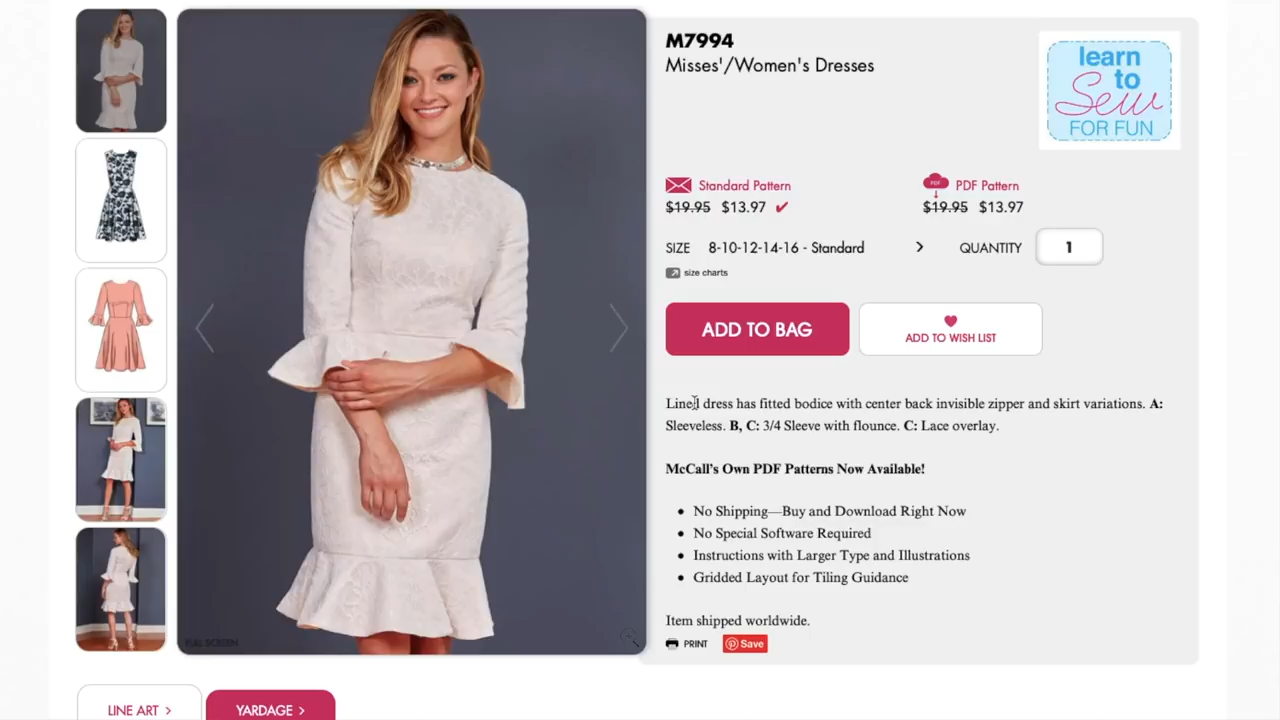 M7994
Misses'/Women's Dresses
learn
to
Sew
FOR FUN
Standard Pattern
$19.95 $13.97
PDF
PDF Pattern
$19.95 $13.97
SIZE 8-10-12-14-16 - Standard > QUANTITY 1
size charts
ADD TO BAG
ADD TO WISH LIST
Lined dress has fitted bodice with center back invisible zipper and skirt variations. A:
Sleeveless. B, C: 3/4 Sleeve with flounce. C: Lace overlay.
McCall's Own PDF Patterns Now Available!
• No Shipping—Buy and Download Right Now
• No Special Software Required
• Instructions with Larger Type and Illustrations
• Gridded Layout for Tiling Guidance
Item shipped worldwide.
PRINT Save
FULL SCREEN
LINE ART >
YARDAGE >